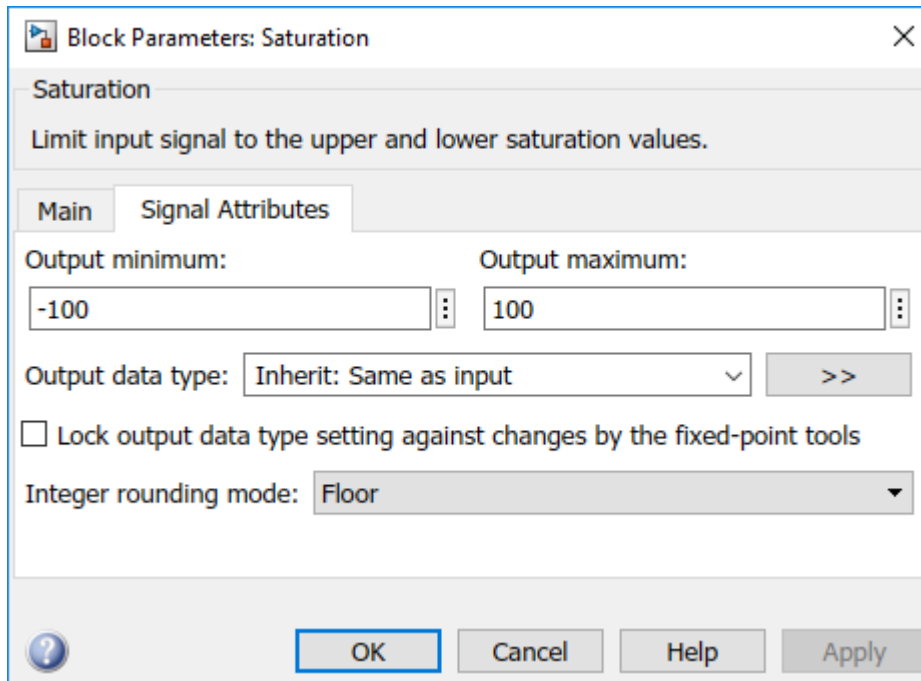 Block Parameters: Saturation
Saturation
Limit input signal to the upper and lower saturation values.
Main Signal Attributes
Output minimum: Output maximum:
-100 100
Output data type: Inherit: Same as input >>
Lock output data type setting against changes by the fixed-point tools
Integer rounding mode: Floor
? OK Cancel Help Apply